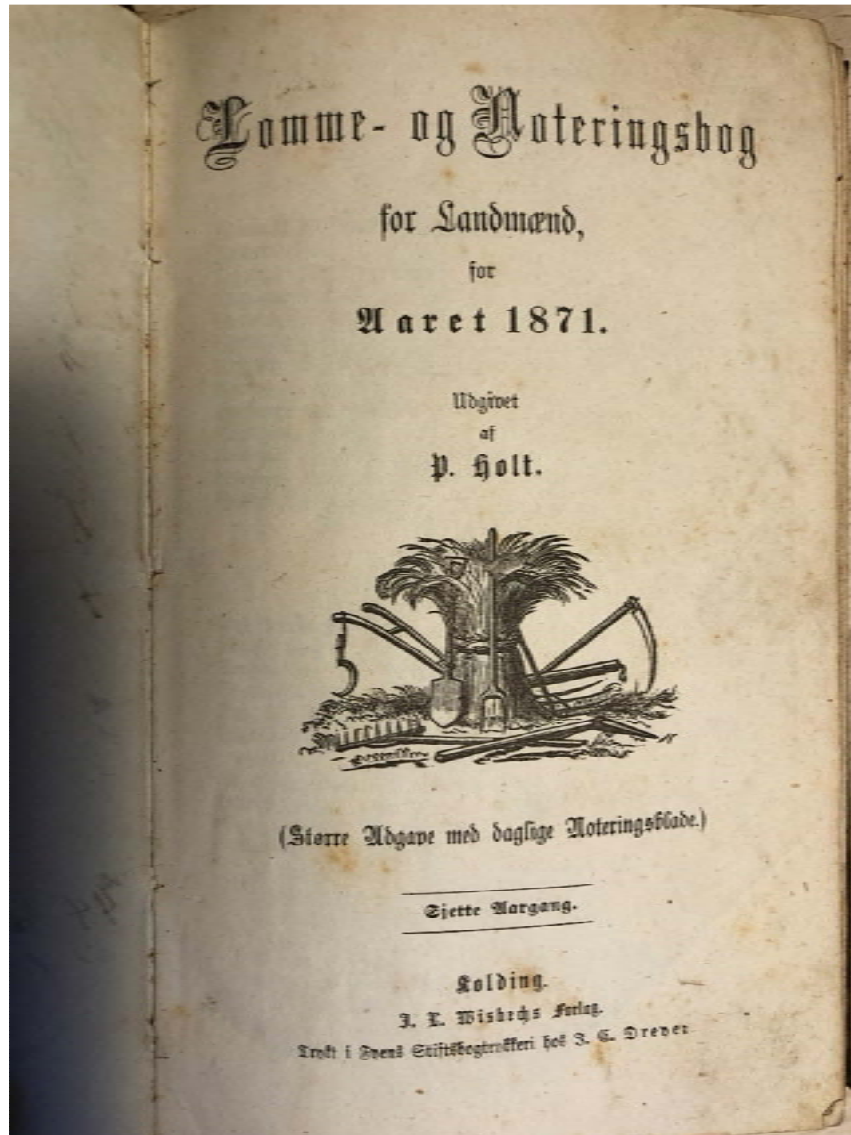 Lomme- og Noteringsbog
for Landmænd,
for
Aaret 1871.
Udgivet
af
P. Holt.
(Større Udgave med daglige Noteringsblade.)
Sjette Aargang.
Kolding.
Forlag.
Trykt i Fyens Stiftsbogtrykkeri hos J. C. Dreyer